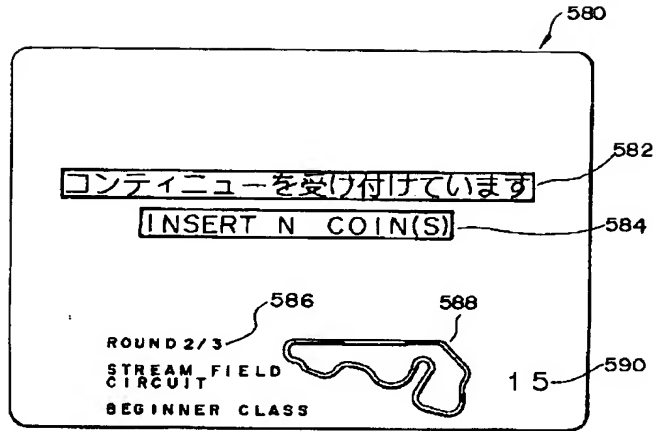 580
コンティニューを受け付けています
582
INSERT N COIN(S)
584
586
588
ROUND 2/3
STREAM FIELD
CIRCUIT
15
590
BEGINNER CLASS